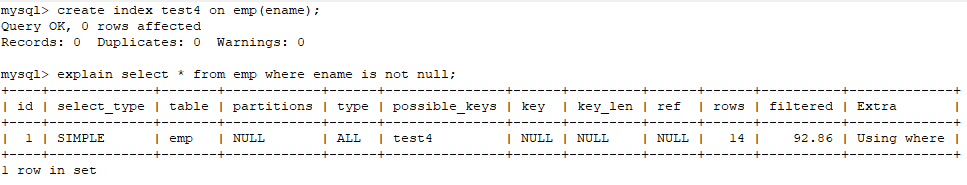 mysql> create index test4 on emp(ename);
Query OK, 0 rows affected
Records: 0  Duplicates: 0  Warnings: 0

mysql> explain select * from emp where ename is not null;
+----+-------------+-------+------------+------+---------------+------+---------+------+------+----------+-------------+
| id | select_type | table | partitions | type | possible_keys | key  | key_len | ref  | rows | filtered | Extra       |
+----+-------------+-------+------------+------+---------------+------+---------+------+------+----------+-------------+
|  1 | SIMPLE      | emp   | NULL       | ALL  | test4         | NULL | NULL    | NULL |   14 |    92.86 | Using where |
+----+-------------+-------+------------+------+---------------+------+---------+------+------+----------+-------------+
1 row in set